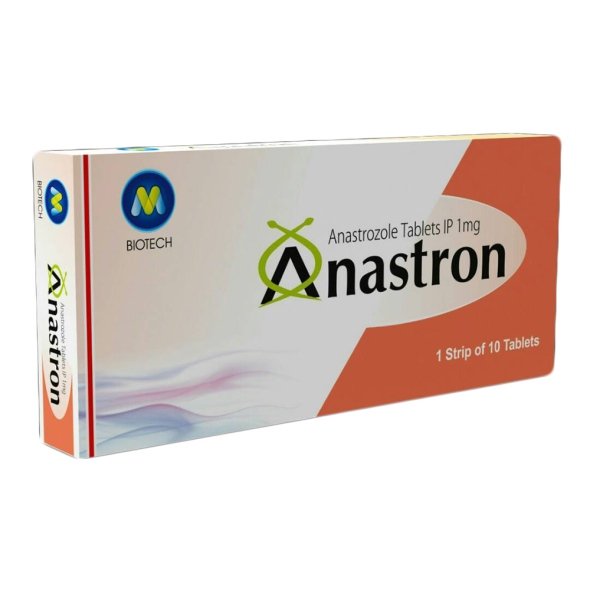 M
BIOTECH
Anastron
Anastrozole Tablets IP 1mg
M
BIOTECH
Anastrozole Tablets IP 1mg
Anastron
1 Strip of 10 Tablets